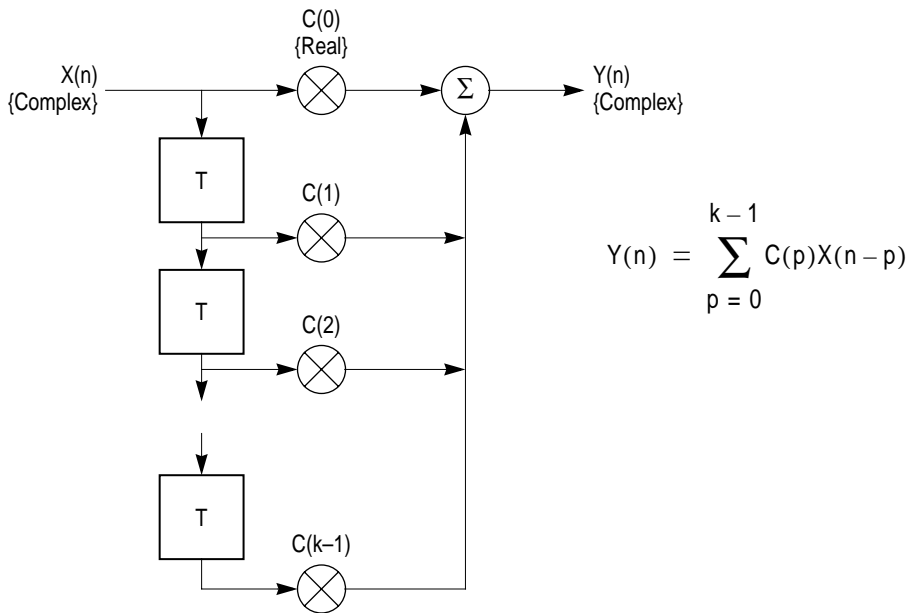 C(0)
{Real}
X(n)
{Complex}
Σ
Y(n)
{Complex}
T
C(1)
T
C(2)
T
C(k–1)
k – 1
Y(n) = ∑ C(p)X(n – p)
p = 0